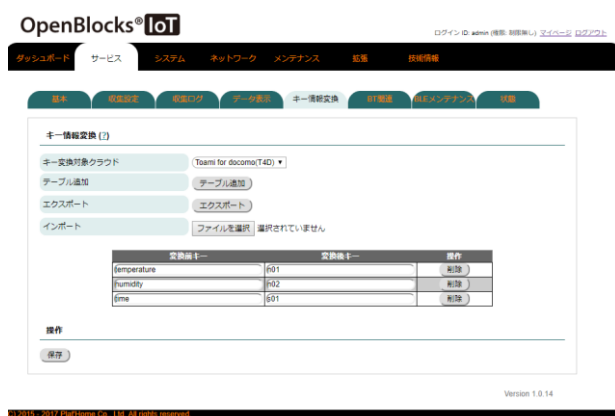 OpenBlocks® IoT
ログイン ID: admin (権限: 制限無し) マイページ ログアウト
ダッシュボード サービス システム ネットワーク メンテナンス 拡張 技術情報
基本 収集設定 収集ログ データ表示 キー情報変換 BT関連 BLEメンテナンス 状態
キー情報変換 (?)
キー変換対象クラウド Toami for docomo(T4D)
テーブル追加 テーブル追加
エクスポート エクスポート
インポート ファイルを選択 選択されていません
変換前キー 変換後キー 操作
temperature n01 削除
humidity n02 削除
time s01 削除
操作
保存
Version 1.0.14
(C) 2015 - 2017 Plat'Home Co., Ltd. All rights reserved.